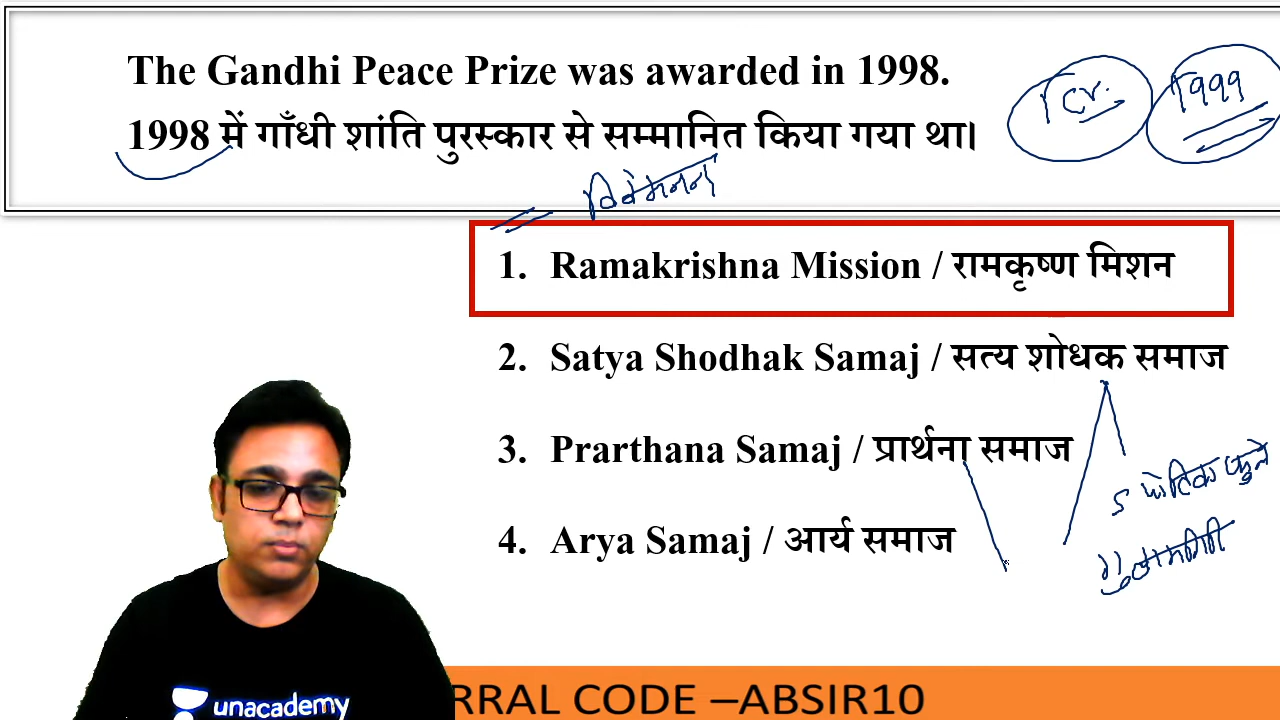 The Gandhi Peace Prize was awarded in 1998.
1998 में गाँधी शांति पुरस्कार से सम्मानित किया गया था।
1 Cr.
1999
1. Ramakrishna Mission / रामकृष्ण मिशन
2. Satya Shodhak Samaj / सत्य शोधक समाज
3. Prarthana Samaj / प्रार्थना समाज
4. Arya Samaj / आर्य समाज
unacademy
RRAL CODE –ABSIR10